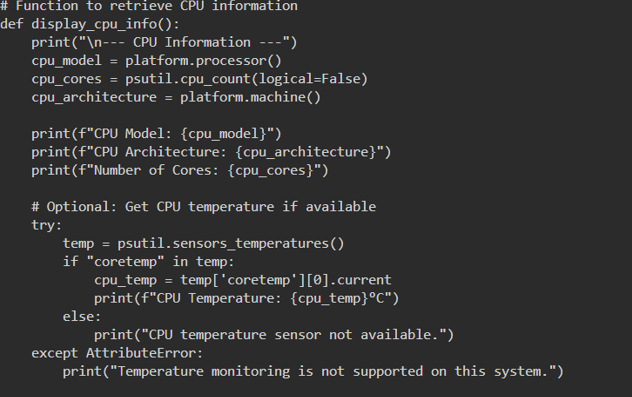 # Function to retrieve CPU information
def display_cpu_info():
    print("\n--- CPU Information ---")
    cpu_model = platform.processor()
    cpu_cores = psutil.cpu_count(logical=False)
    cpu_architecture = platform.machine()

    print(f"CPU Model: {cpu_model}")
    print(f"CPU Architecture: {cpu_architecture}")
    print(f"Number of Cores: {cpu_cores}")

    # Optional: Get CPU temperature if available
    try:
        temp = psutil.sensors_temperatures()
        if "coretemp" in temp:
            cpu_temp = temp['coretemp'][0].current
            print(f"CPU Temperature: {cpu_temp}ºC")
        else:
            print("CPU temperature sensor not available.")
    except AttributeError:
        print("Temperature monitoring is not supported on this system.")